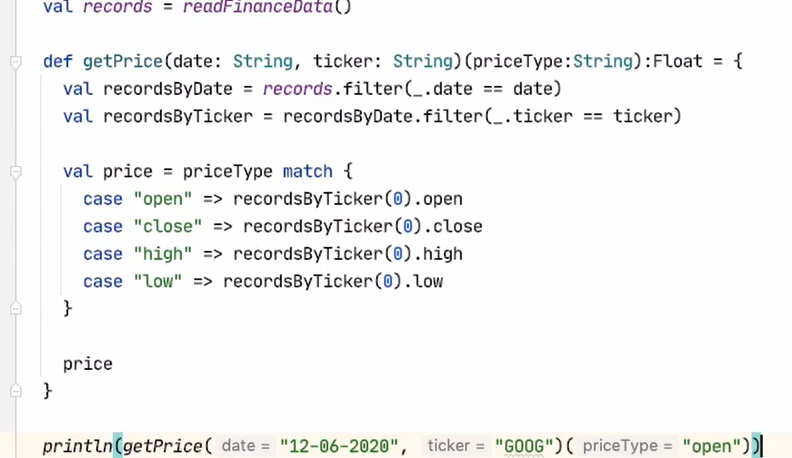 val records = readFinanceData()
def getPrice(date: String, ticker: String)(priceType:String):Float = {
val recordsByDate = records.filter(_.date == date)
val recordsByTicker = recordsByDate.filter(_.ticker == ticker)
val price = priceType match {
case "open" => recordsByTicker(0).open
case "close" => recordsByTicker(0).close
case "high" => recordsByTicker(0).high
case "low" => recordsByTicker(0).low
}
price
}
println(getPrice( date = "12-06-2020", ticker = "GOOG")( priceType = "open"))